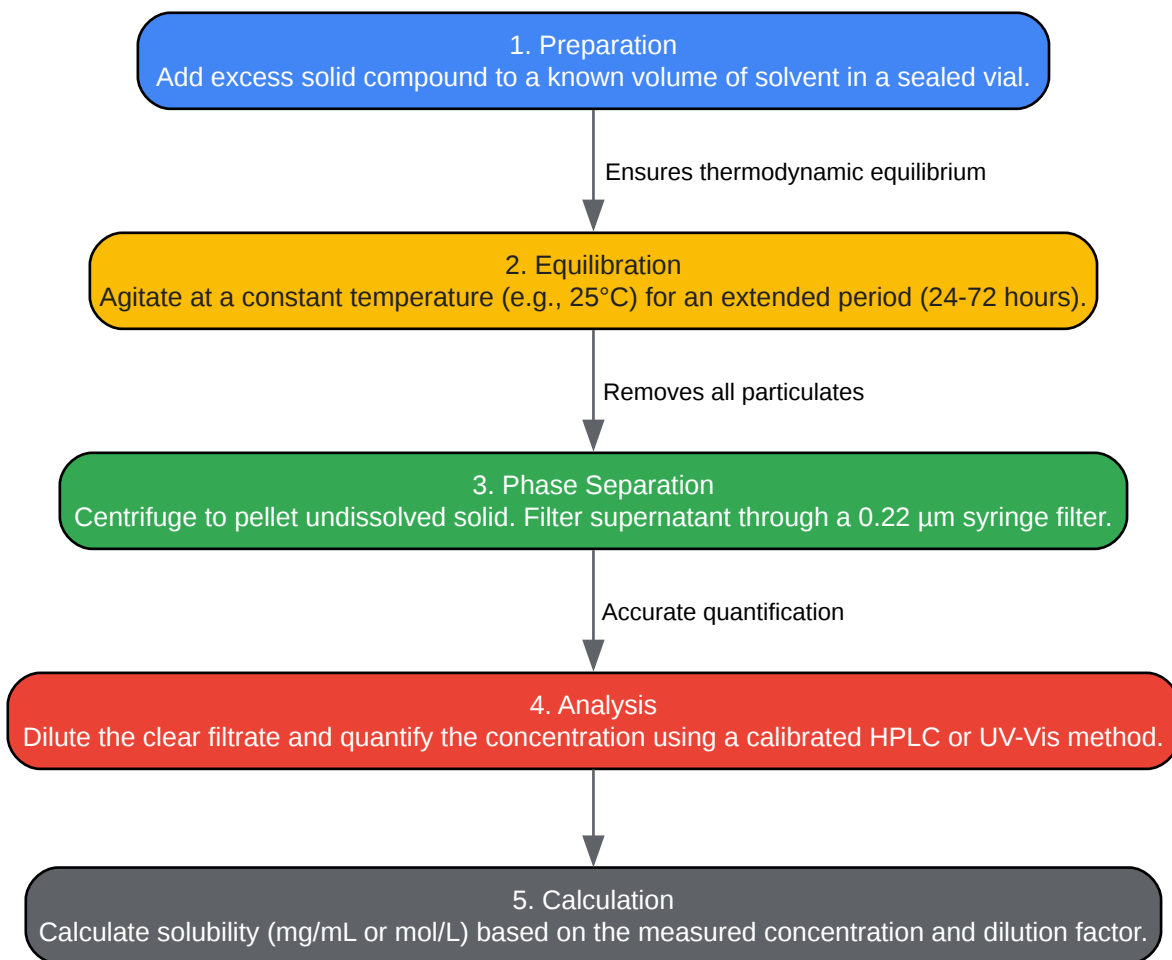 1. Preparation
Add excess solid compound to a known volume of solvent in a sealed vial.
Ensures thermodynamic equilibrium
2. Equilibration
Agitate at a constant temperature (e.g., 25°C) for an extended period (24-72 hours).
Removes all particulates
3. Phase Separation
Centrifuge to pellet undissolved solid. Filter supernatant through a 0.22 µm syringe filter.
Accurate quantification
4. Analysis
Dilute the clear filtrate and quantify the concentration using a calibrated HPLC or UV-Vis method.
5. Calculation
Calculate solubility (mg/mL or mol/L) based on the measured concentration and dilution factor.